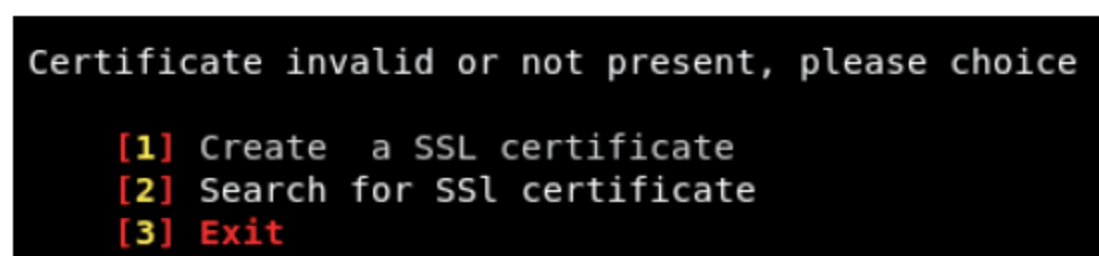 Certificate invalid or not present, please choice
[1] Create  a SSL certificate
[2] Search for SSl certificate
[3] Exit